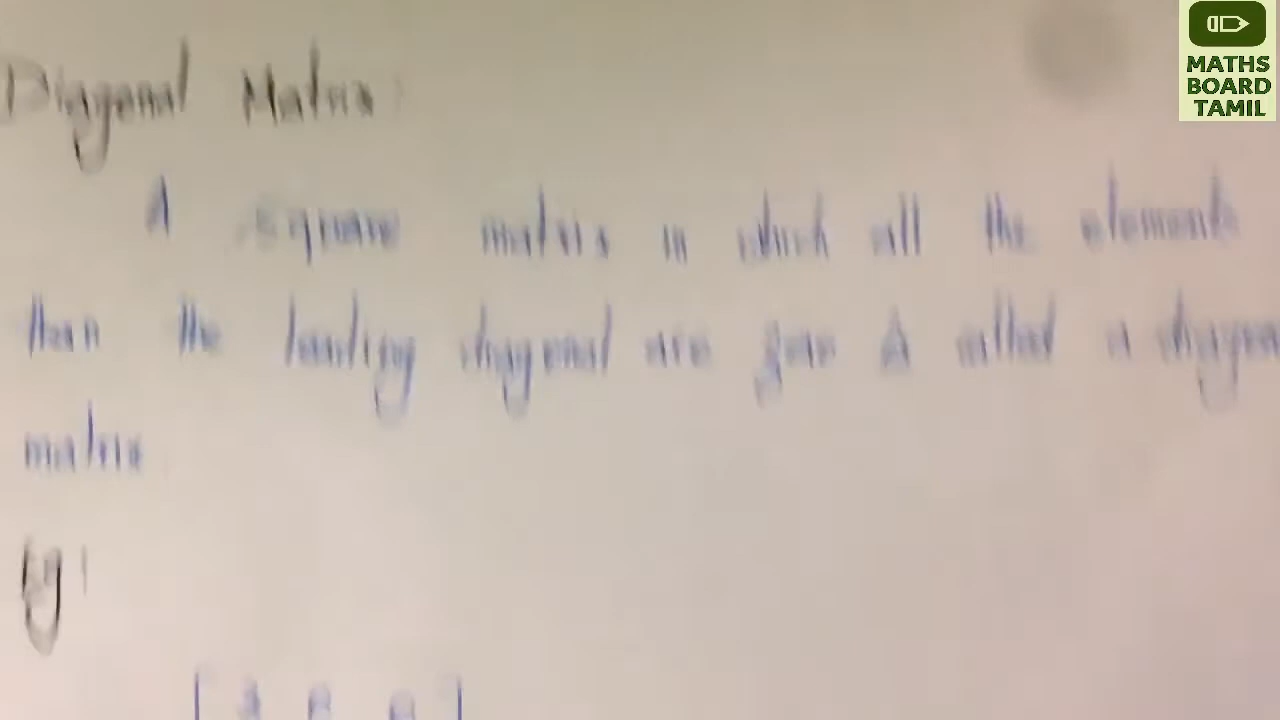 Diagonal Matrix:
A square matrix in which all the elements
than the leading diagonal are zero is called a diagonal
matrix
Eg:
MATHS
BOARD
TAMIL